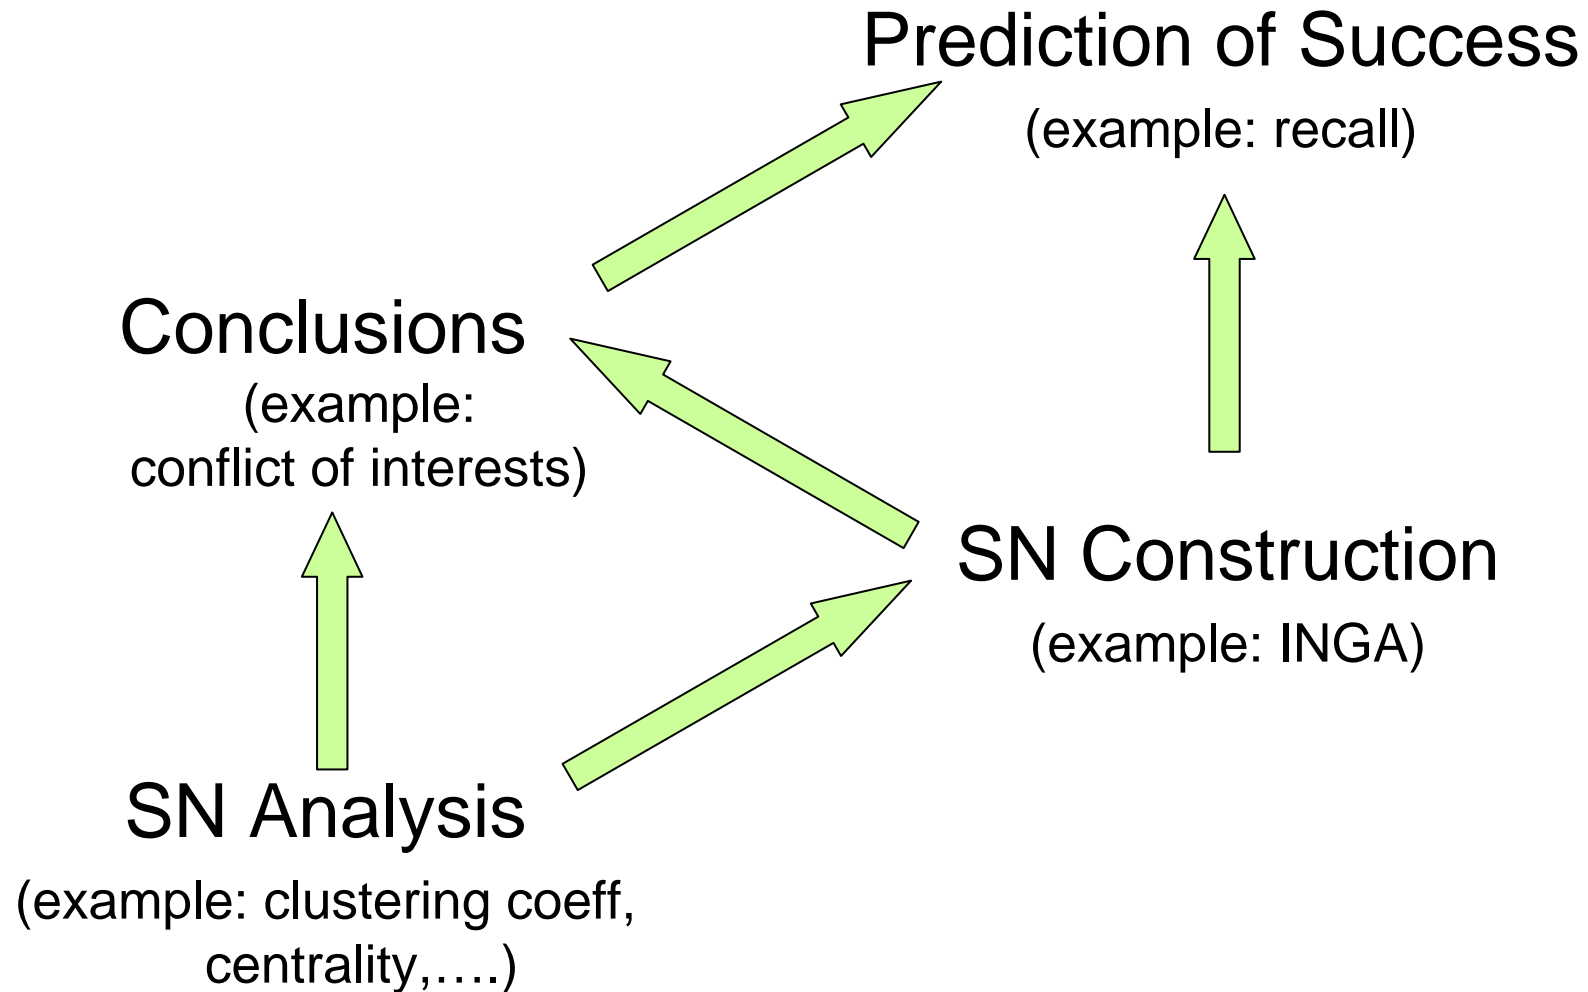 Prediction of Success
(example: recall)
Conclusions
(example:
conflict of interests)
SN Construction
(example: INGA)
SN Analysis
(example: clustering coeff,
centrality,….)